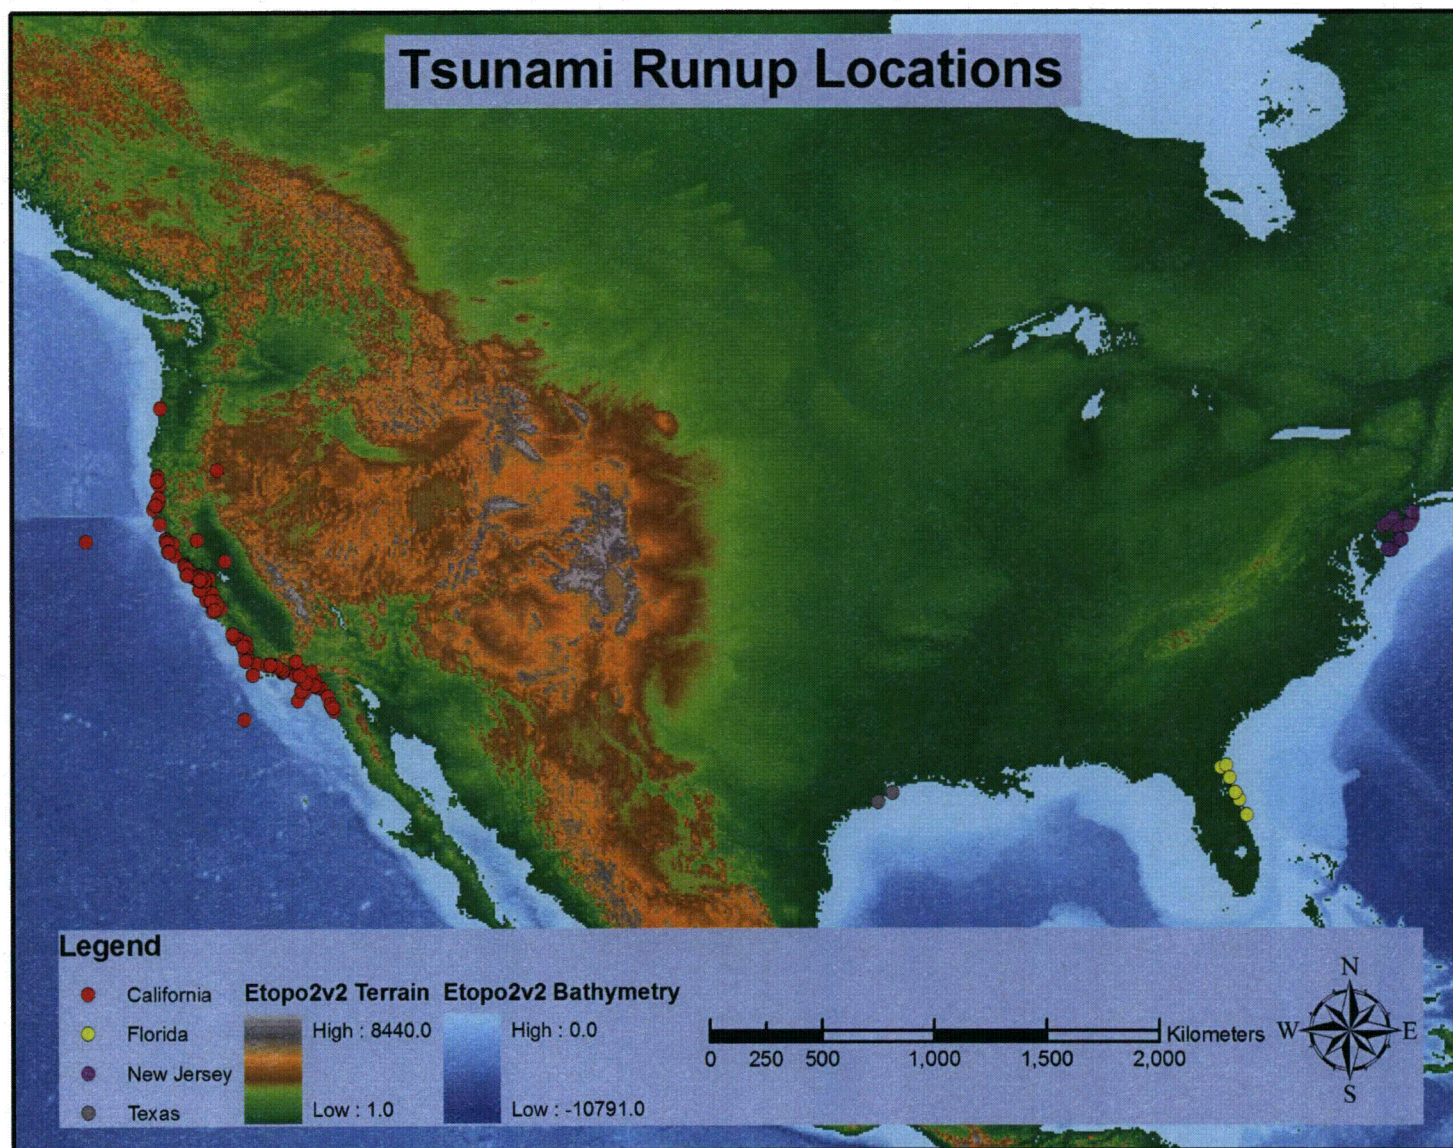 Tsunami Runup Locations
Legend
California
Florida
New Jersey
Texas
Etopo2v2 Terrain
High : 8440.0
Low : 1.0
Etopo2v2 Bathymetry
High : 0.0
Low : -10791.0
Kilometers
0 250 500 1,000 1,500 2,000
N
W E
S